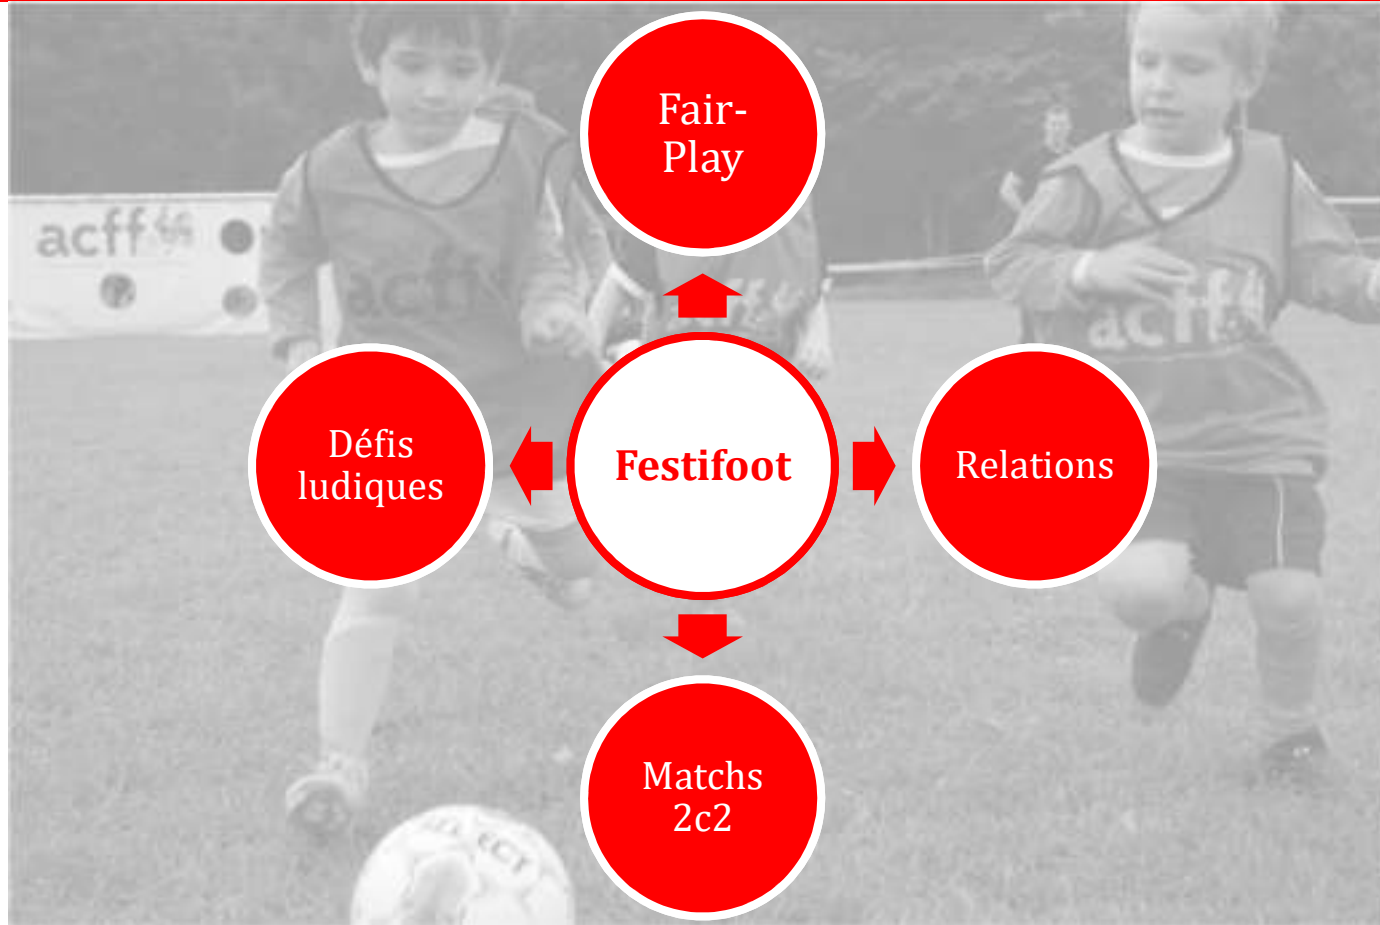 Fair-
Play
acff
acff
acff
Défis
ludiques
Festifoot
Relations
Matchs
2c2